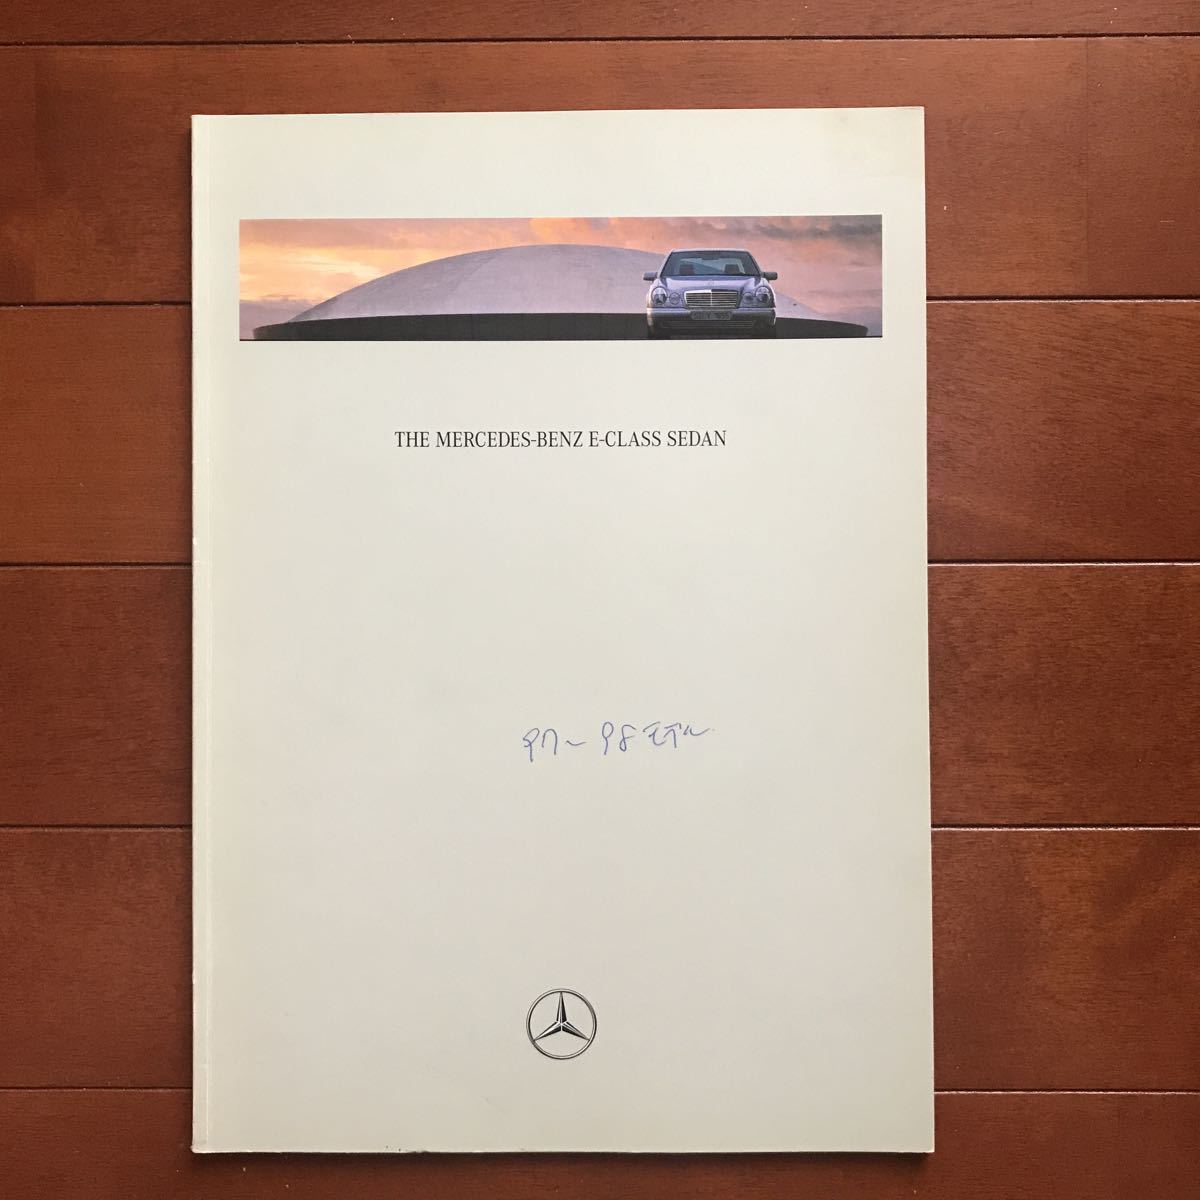 THE MERCEDES-BENZ E-CLASS SEDAN
97〜98モデル